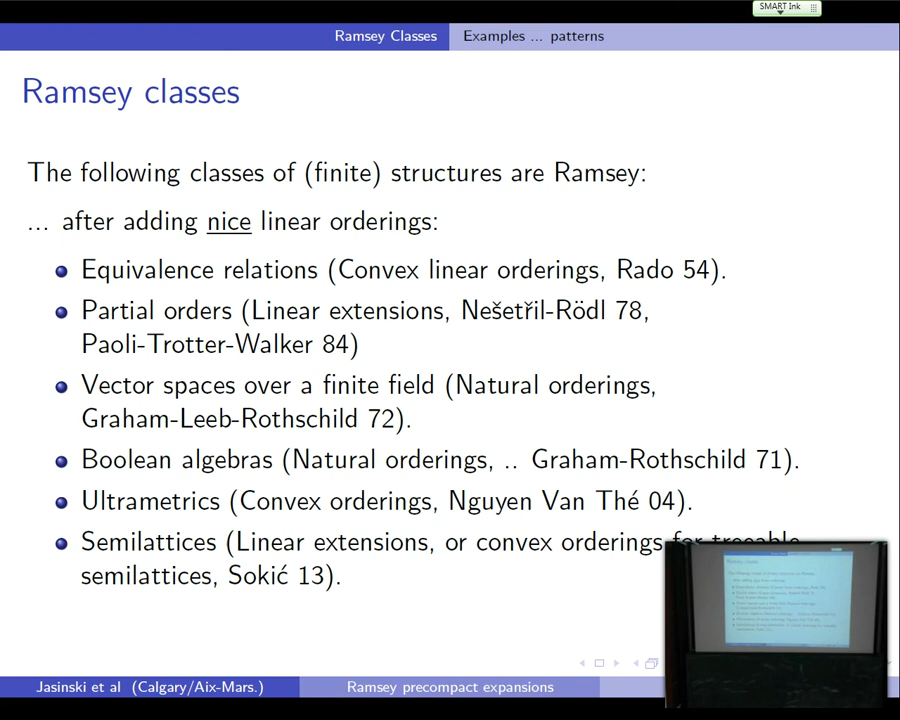 SMART Ink
Ramsey Classes Examples ... patterns
Ramsey classes
The following classes of (finite) structures are Ramsey:
... after adding nice linear orderings:
Equivalence relations (Convex linear orderings, Rado 54).
Partial orders (Linear extensions, Nešetřil-Rödl 78,
Paoli-Trotter-Walker 84)
Vector spaces over a finite field (Natural orderings,
Graham-Leeb-Rothschild 72).
Boolean algebras (Natural orderings, .. Graham-Rothschild 71).
Ultrametrics (Convex orderings, Nguyen Van Thé 04).
Semilattices (Linear extensions, or convex orderings for treeable
semilattices, Sokić 13).
Jasinski et al (Calgary/Aix-Mars.) Ramsey precompact expansions